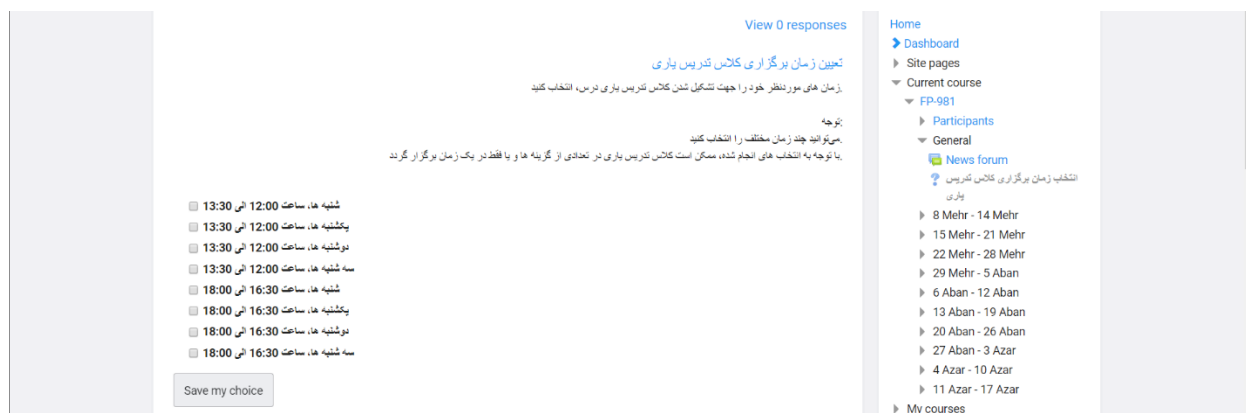 View 0 responses
تعیین زمان برگزاری کلاس تدریس یاری
.زمان های موردنظر خود را جهت تشکیل شدن کلاس تدریس یاری درس، انتخاب کنید
:توجه
.می‌توانید چند زمان مختلف را انتخاب کنید
.با توجه به انتخاب های انجام شده، ممکن است کلاس تدریس یاری در تعدادی از گزینه ها و یا فقط در یک زمان برگزار گردد
شنبه ها، ساعت 12:00 الی 13:30
یکشنبه ها، ساعت 12:00 الی 13:30
دوشنبه ها، ساعت 12:00 الی 13:30
سه شنبه ها، ساعت 12:00 الی 13:30
شنبه ها، ساعت 16:30 الی 18:00
یکشنبه ها، ساعت 16:30 الی 18:00
دوشنبه ها، ساعت 16:30 الی 18:00
سه شنبه ها، ساعت 16:30 الی 18:00
Save my choice
Home
Dashboard
Site pages
Current course
FP-981
Participants
General
News forum
انتخاب زمان برگزاری کلاس تدریس
یاری
8 Mehr - 14 Mehr
15 Mehr - 21 Mehr
22 Mehr - 28 Mehr
29 Mehr - 5 Aban
6 Aban - 12 Aban
13 Aban - 19 Aban
20 Aban - 26 Aban
27 Aban - 3 Azar
4 Azar - 10 Azar
11 Azar - 17 Azar
My courses